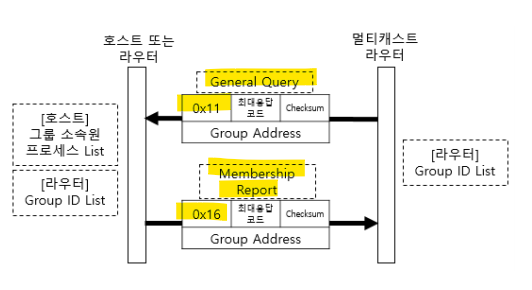 호스트 또는
라우터
멀티캐스트
라우터
General Query
0x11
최대응답
코드
Checksum
Group Address
[호스트]
그룹 소속원
프로세스 List
[라우터]
Group ID List
[라우터]
Group ID List
Membership
Report
0x16
최대응답
코드
Checksum
Group Address